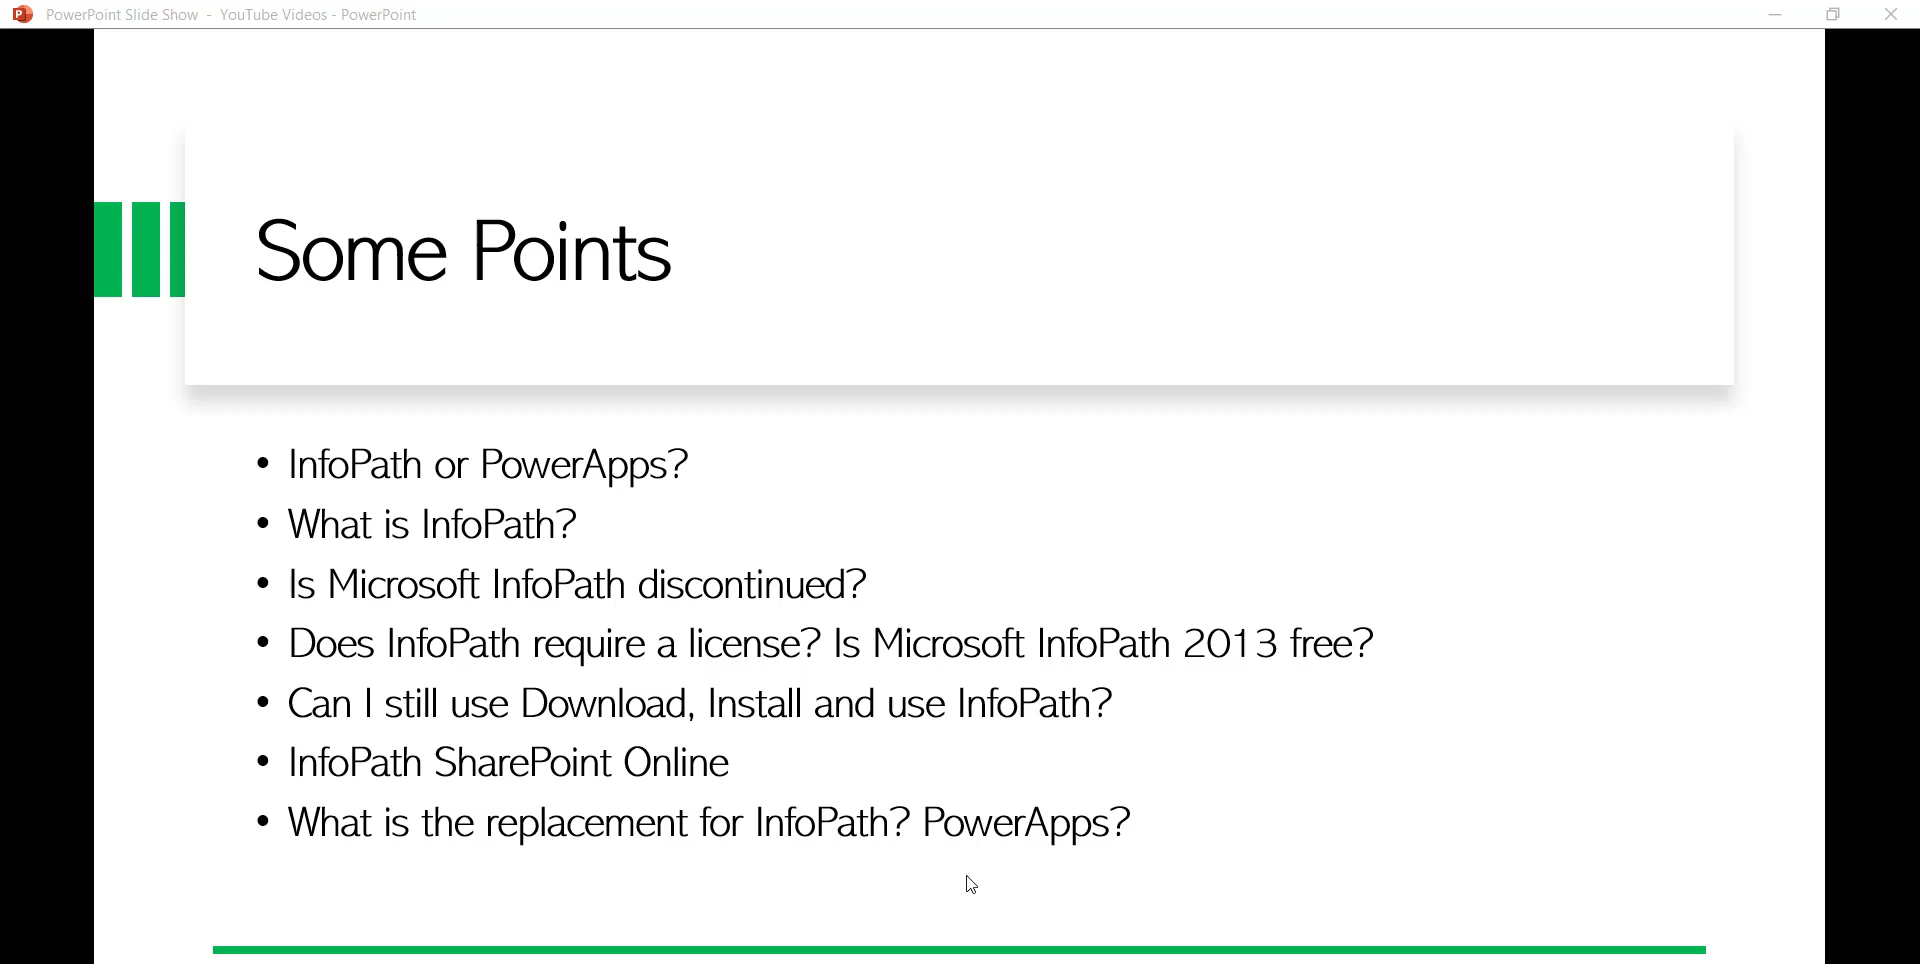 PowerPoint Slide Show - YouTube Videos - PowerPoint
Some Points
• InfoPath or PowerApps?
• What is InfoPath?
• Is Microsoft InfoPath discontinued?
• Does InfoPath require a license? Is Microsoft InfoPath 2013 free?
• Can I still use Download, Install and use InfoPath?
• InfoPath SharePoint Online
• What is the replacement for InfoPath? PowerApps?